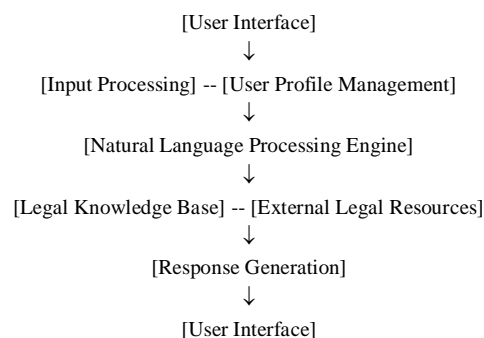 [User Interface]
↓
[Input Processing] -- [User Profile Management]
↓
[Natural Language Processing Engine]
↓
[Legal Knowledge Base] -- [External Legal Resources]
↓
[Response Generation]
↓
[User Interface]